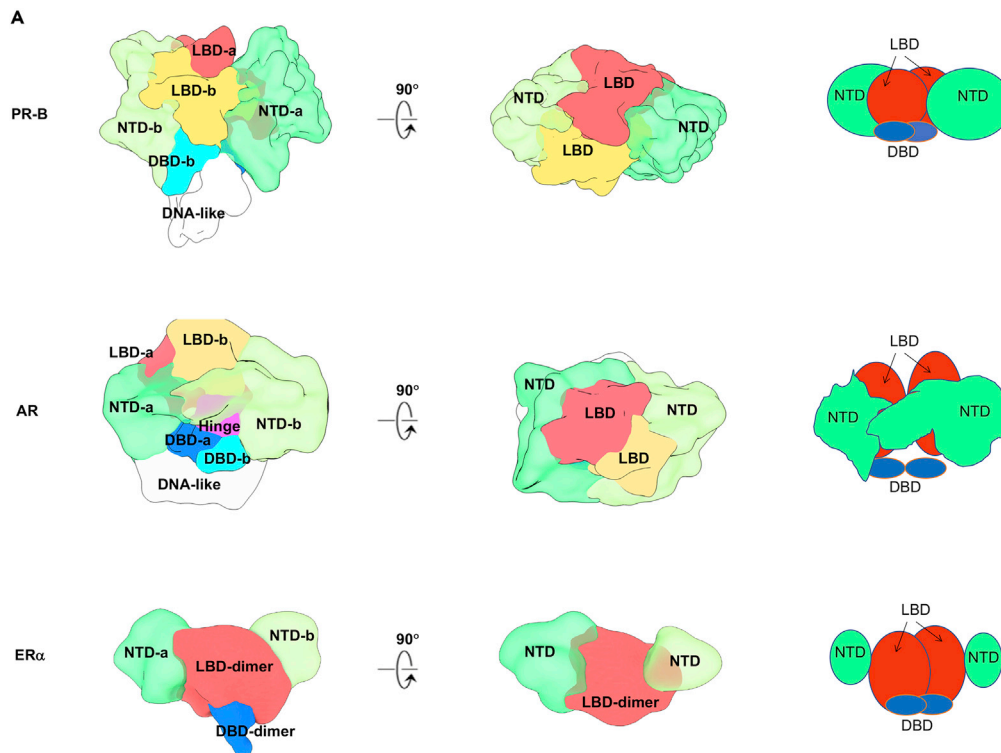 A
PR-B
LBD-a
LBD-b
NTD-b
NTD-a
DBD-b
DNA-like
90°
NTD
LBD
NTD
LBD
LBD
NTD
NTD
DBD
AR
LBD-a
LBD-b
NTD-a
Hinge
NTD-b
DBD-a
DBD-b
DNA-like
90°
NTD
LBD
NTD
LBD
LBD
NTD
NTD
DBD
ERα
NTD-a
NTD-b
LBD-dimer
DBD-dimer
90°
NTD
NTD
LBD-dimer
LBD
NTD
NTD
DBD